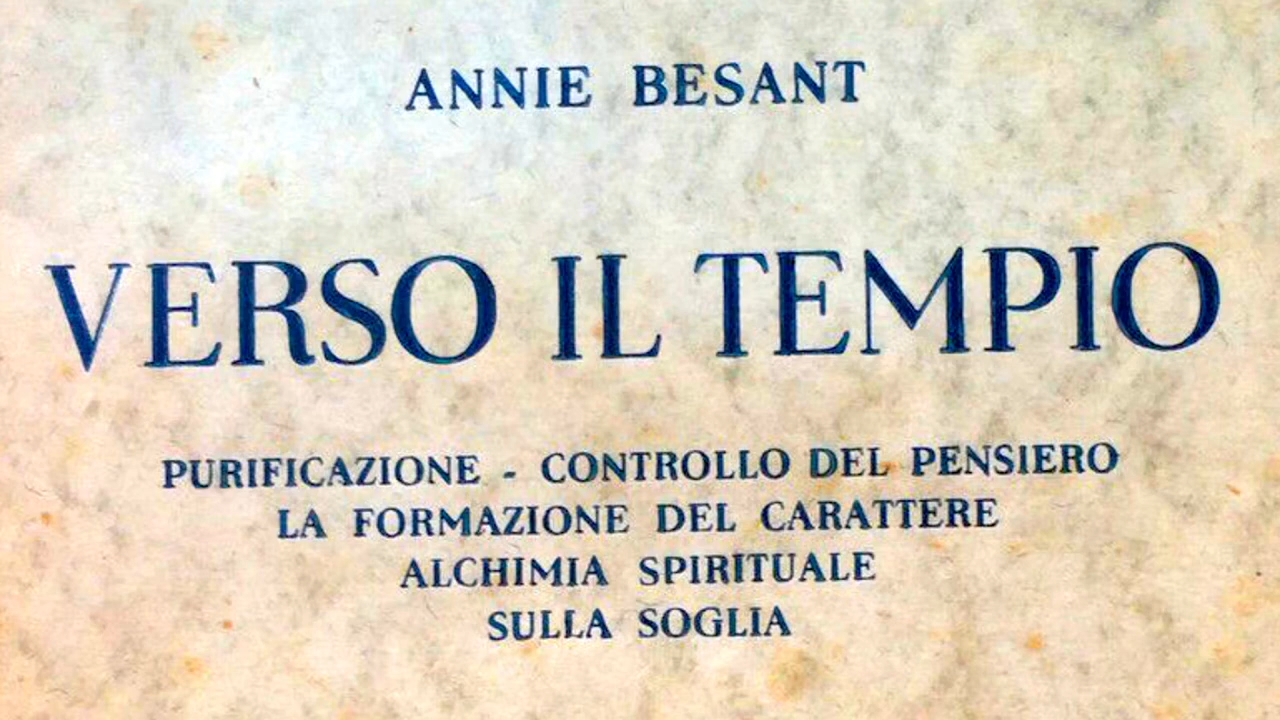 ANNIE BESANT
VERSO IL TEMPIO
PURIFICAZIONE - CONTROLLO DEL PENSIERO
LA FORMAZIONE DEL CARATTERE
ALCHIMIA SPIRITUALE
SULLA SOGLIA